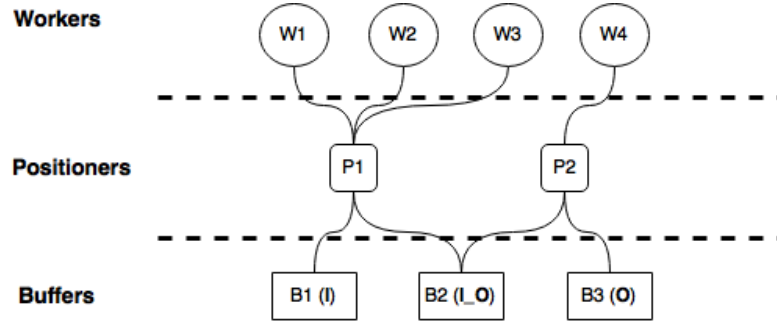 Workers
W1 W2 W3 W4
Positioners
P1 P2
Buffers
B1 (I) B2 (I_O) B3 (O)